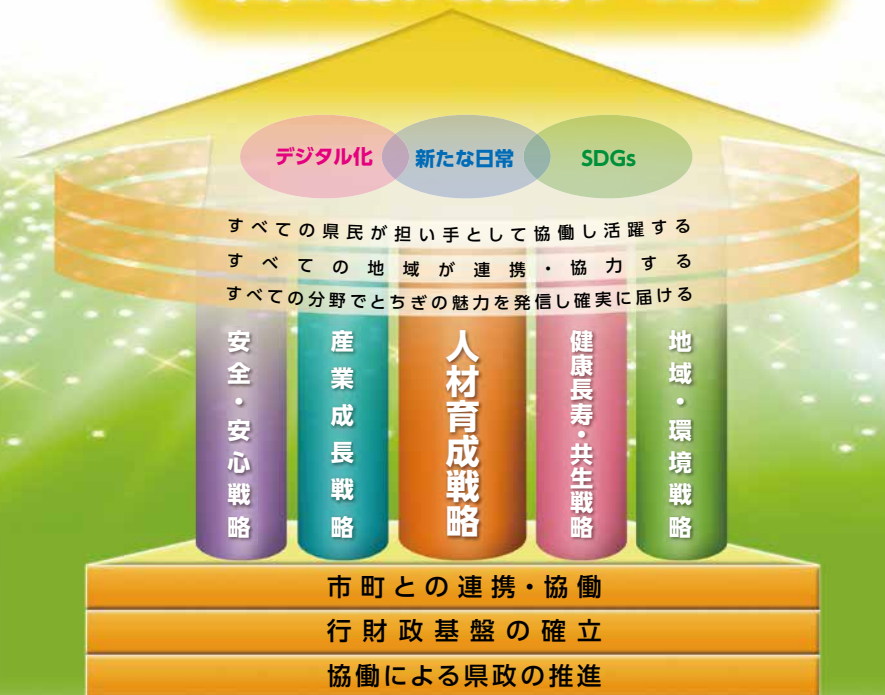 デジタル化
新たな日常
SDGs
すべての県民が担い手として協働し活躍する
すべての地域が連携・協力する
すべての分野でとちぎの魅力を発信し確実に届ける
安全・安心戦略
産業成長戦略
人材育成戦略
健康長寿・共生戦略
地域・環境戦略
市町との連携・協働
行財政基盤の確立
協働による県政の推進